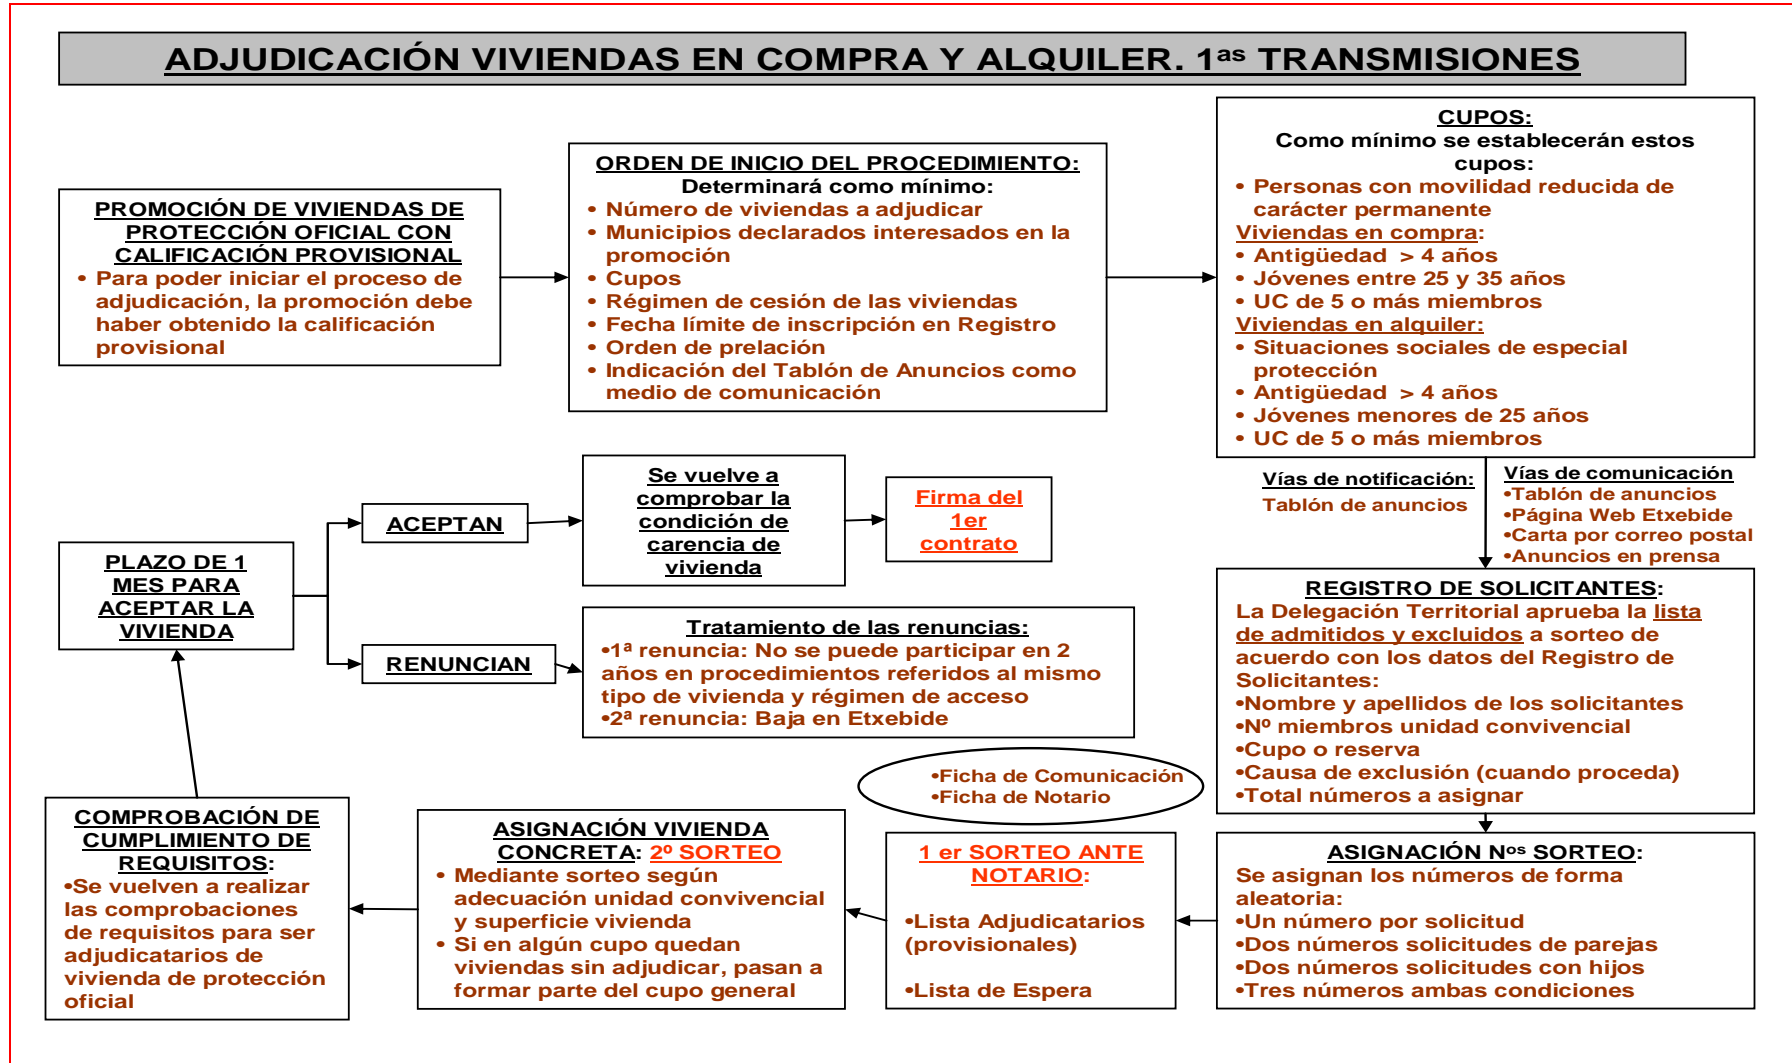 ADJUDICACIÓN VIVIENDAS EN COMPRA Y ALQUILER. 1as TRANSMISIONES
PROMOCIÓN DE VIVIENDAS DE
PROTECCIÓN OFICIAL CON
CALIFICACIÓN PROVISIONAL
• Para poder iniciar el proceso de
adjudicación, la promoción debe
haber obtenido la calificación
provisional
ORDEN DE INICIO DEL PROCEDIMIENTO:
Determinará como mínimo:
• Número de viviendas a adjudicar
• Municipios declarados interesados en la
promoción
• Cupos
• Régimen de cesión de las viviendas
• Fecha límite de inscripción en Registro
• Orden de prelación
• Indicación del Tablón de Anuncios como
medio de comunicación
CUPOS:
Como mínimo se establecerán estos
cupos:
• Personas con movilidad reducida de
carácter permanente
Viviendas en compra:
• Antigüedad > 4 años
• Jóvenes entre 25 y 35 años
• UC de 5 o más miembros
Viviendas en alquiler:
• Situaciones sociales de especial
protección
• Antigüedad > 4 años
• Jóvenes menores de 25 años
• UC de 5 o más miembros
Vías de notificación:
Tablón de anuncios
Vías de comunicación
•Tablón de anuncios
•Página Web Etxebide
•Carta por correo postal
•Anuncios en prensa
REGISTRO DE SOLICITANTES:
La Delegación Territorial aprueba la lista
de admitidos y excluidos a sorteo de
acuerdo con los datos del Registro de
Solicitantes:
•Nombre y apellidos de los solicitantes
•Nº miembros unidad convivencial
•Cupo o reserva
•Causa de exclusión (cuando proceda)
•Total números a asignar
ASIGNACIÓN Nos SORTEO:
Se asignan los números de forma
aleatoria:
•Un número por solicitud
•Dos números solicitudes de parejas
•Dos números solicitudes con hijos
•Tres números ambas condiciones
•Ficha de Comunicación
•Ficha de Notario
1 er SORTEO ANTE
NOTARIO:
•Lista Adjudicatarios
(provisionales)
•Lista de Espera
ASIGNACIÓN VIVIENDA
CONCRETA: 2º SORTEO
• Mediante sorteo según
adecuación unidad convivencial
y superficie vivienda
• Si en algún cupo quedan
viviendas sin adjudicar, pasan a
formar parte del cupo general
COMPROBACIÓN DE
CUMPLIMIENTO DE
REQUISITOS:
•Se vuelven a realizar
las comprobaciones
de requisitos para ser
adjudicatarios de
vivienda de protección
oficial
PLAZO DE 1
MES PARA
ACEPTAR LA
VIVIENDA
ACEPTAN
Se vuelve a
comprobar la
condición de
carencia de
vivienda
Firma del
1er
contrato
RENUNCIAN
Tratamiento de las renuncias:
•1ª renuncia: No se puede participar en 2
años en procedimientos referidos al mismo
tipo de vivienda y régimen de acceso
•2ª renuncia: Baja en Etxebide